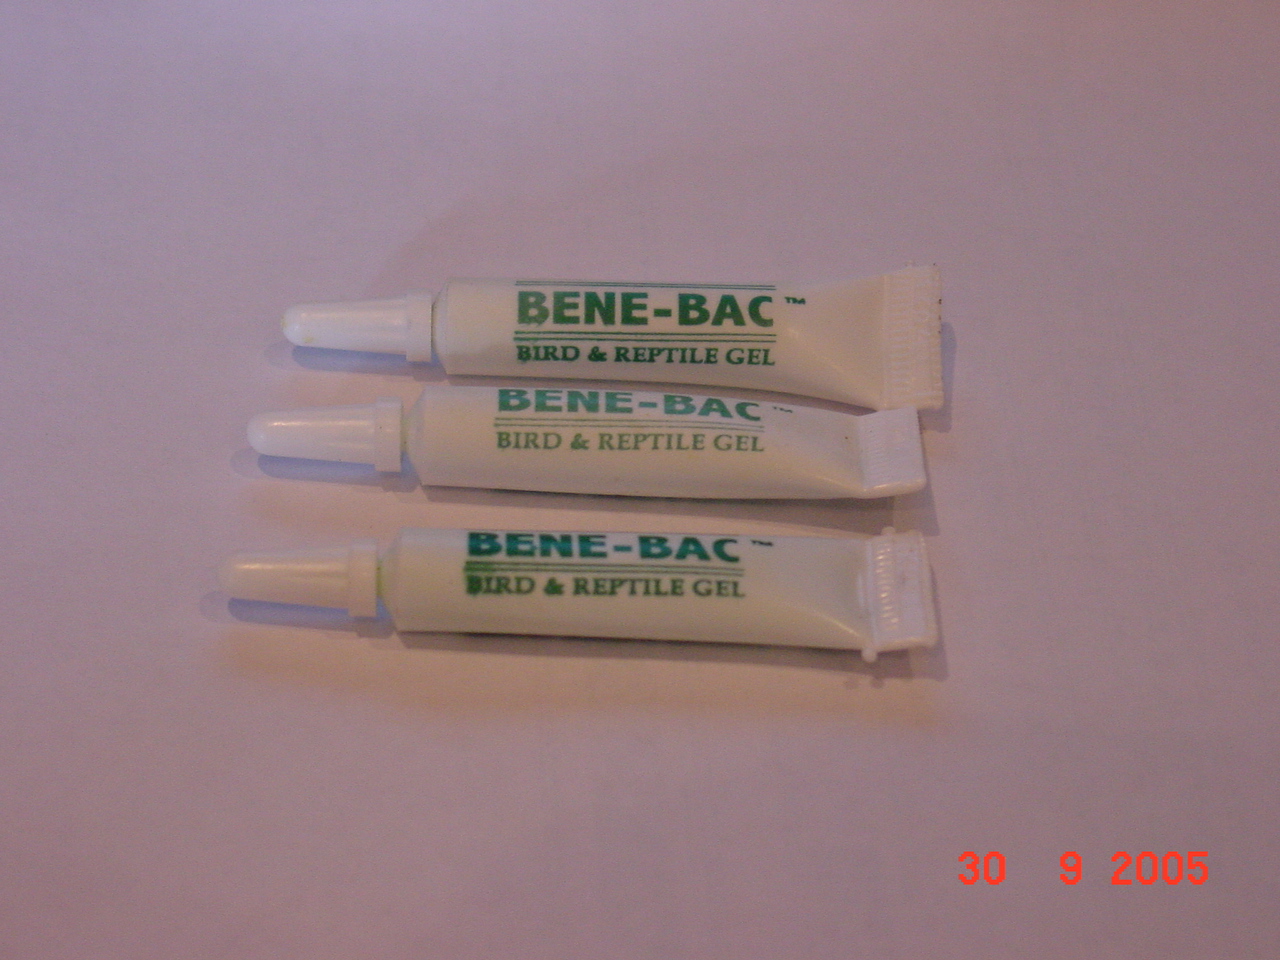 BENE-BAC™
BIRD & REPTILE GEL
BENE-BAC™
BIRD & REPTILE GEL
BENE-BAC™
BIRD & REPTILE GEL
30 9 2005